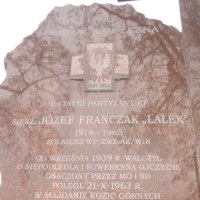 OSTATNI PARTYZANT RP
SIERŻ. JÓZEF FRANCZAK „LALEK"
1918 - 1963
ŻOŁNIERZ WP, ZWZ-AK, WIN
OD WRZEŚNIA 1939 R. WALCZYŁ
O NIEPODLEGŁĄ I SUWERENNĄ OJCZYZNĘ
OSACZONY PRZEZ MO I SB
POLEGŁ 21-X-1963 R.
W MAJDANIE KOZIC GÓRNYCH